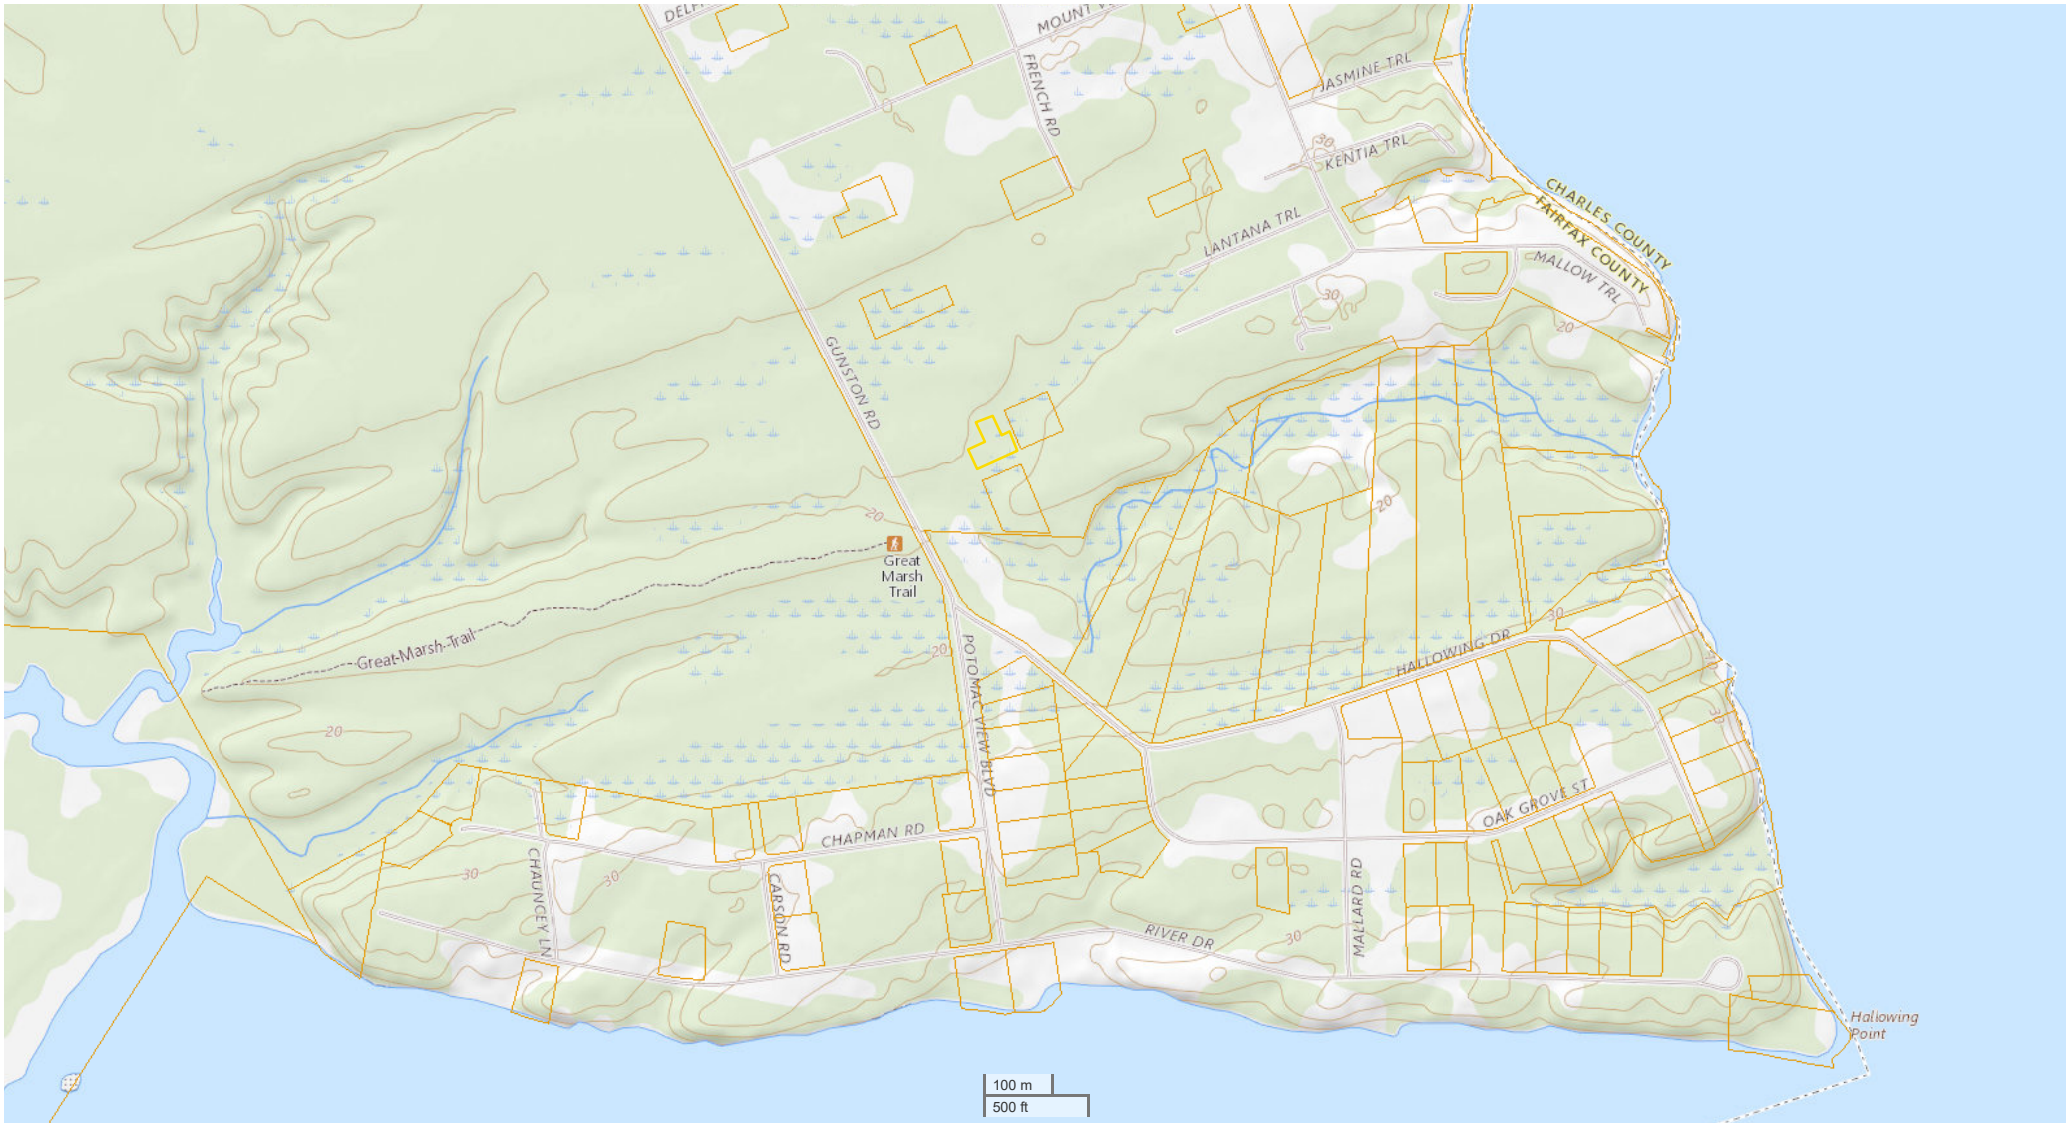 MOUNT
FRENCH RD
JASMINE TRL
30
KENTIA TRL
CHARLES COUNTY
FAIRFAX COUNTY
LANTANA TRL
MALLOW TRL
30
20
GUNSTON RD
20
20
Great
Marsh
Trail
Great Marsh Trail
30
HALLOWING DR
20
POTOMAC VIEW BLVD
30
20
OAK GROVE ST
CHAPMAN RD
30
30
CHAUNCEY LN
CARSON RD
MALLARD RD
RIVER DR
30
Hallowing
Point
100 m
500 ft